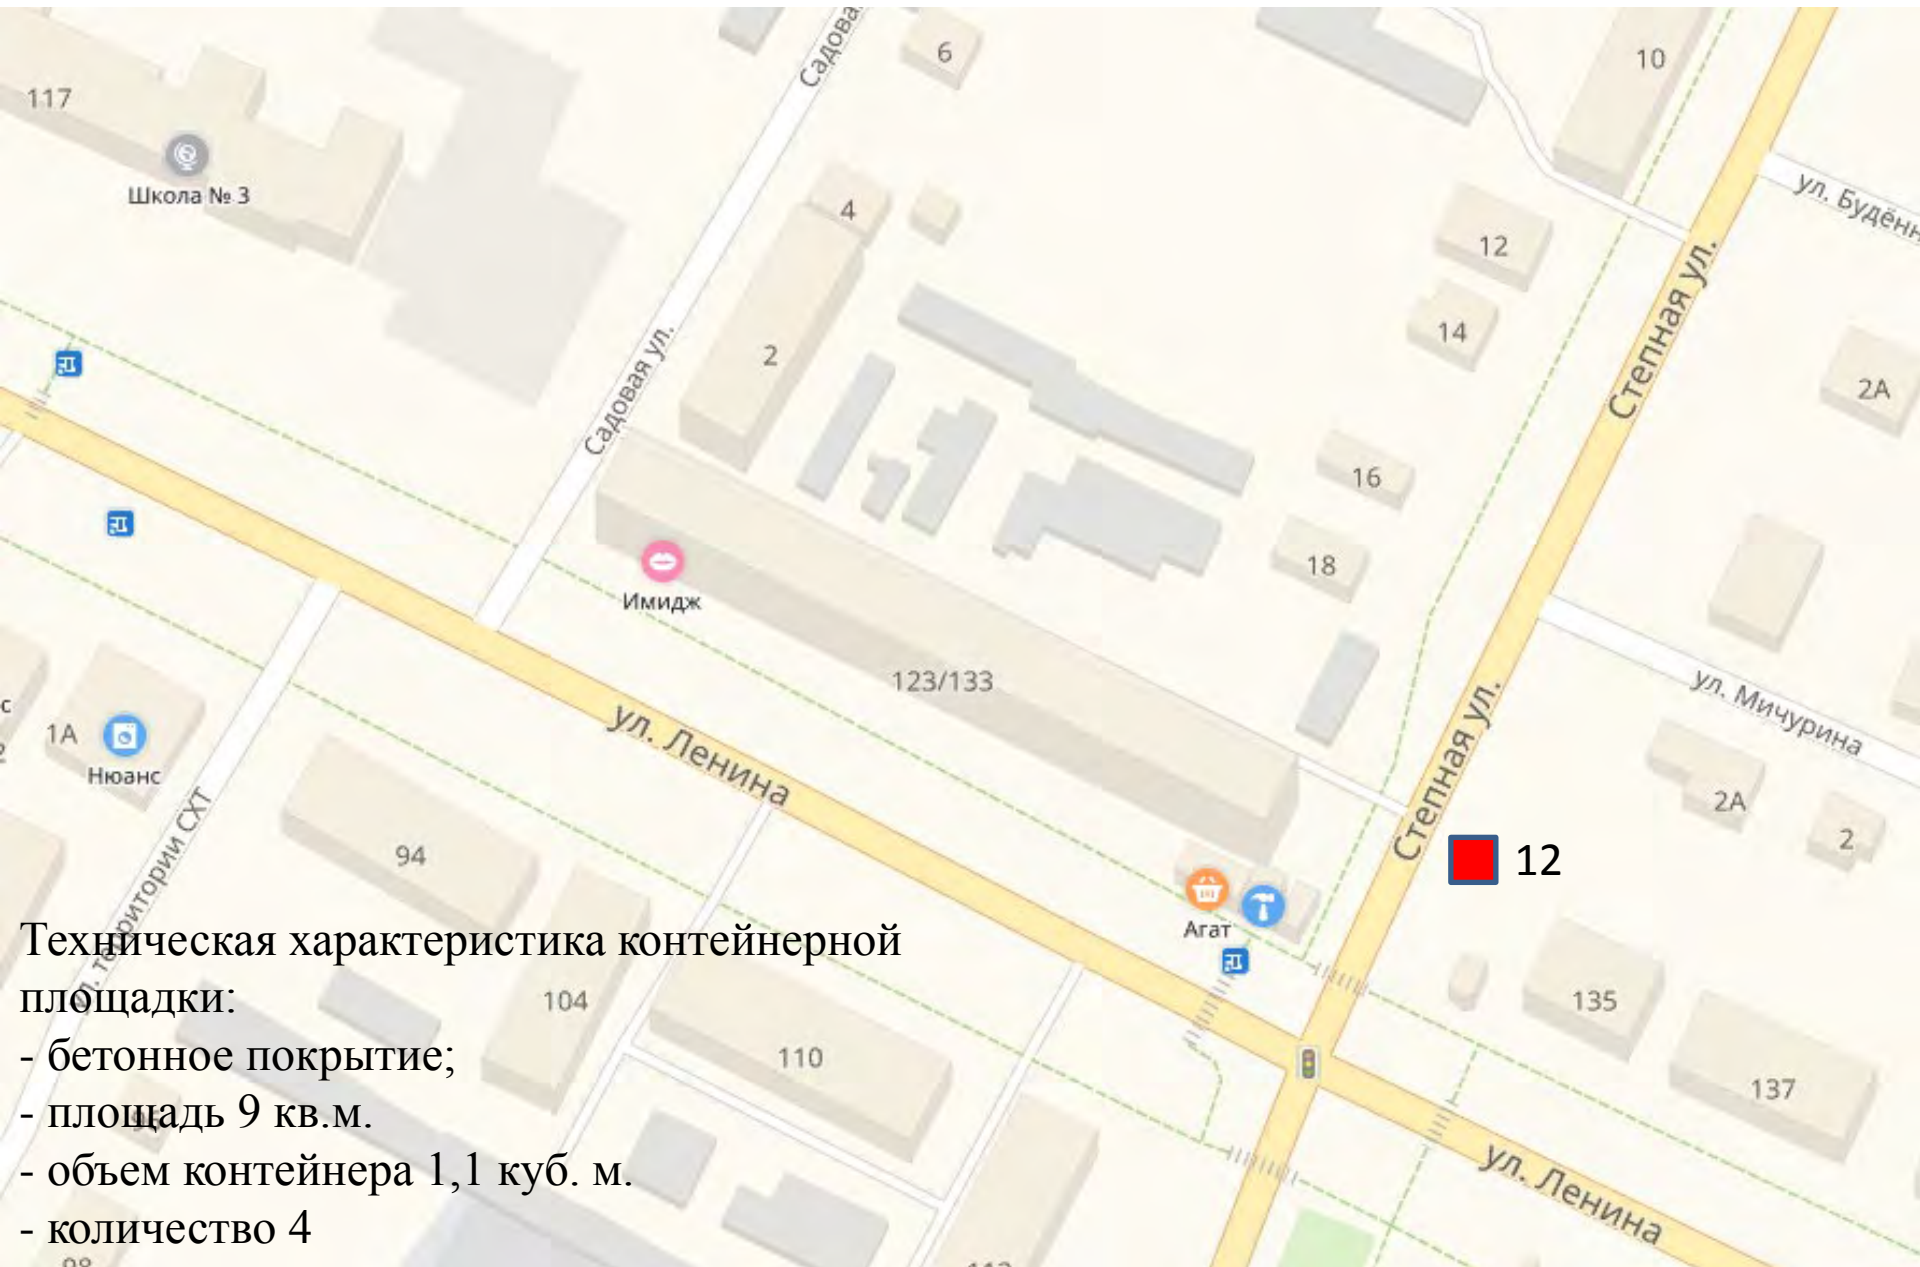 Садовая
6
10
117
Школа № 3
ул. Будённ
4
12
Степная ул.
14
2
Садовая ул.
2А
16
18
Имидж
123/133
ул. Мичурина
ул. Ленина
Степная ул.
1А
Нюанс
2А
2
12
94
ул. территории СХТ
Агат
104
135
110
137
ул. Ленина
Техническая характеристика контейнерной
площадки:
- бетонное покрытие;
- площадь 9 кв.м.
- объем контейнера 1,1 куб. м.
- количество 4